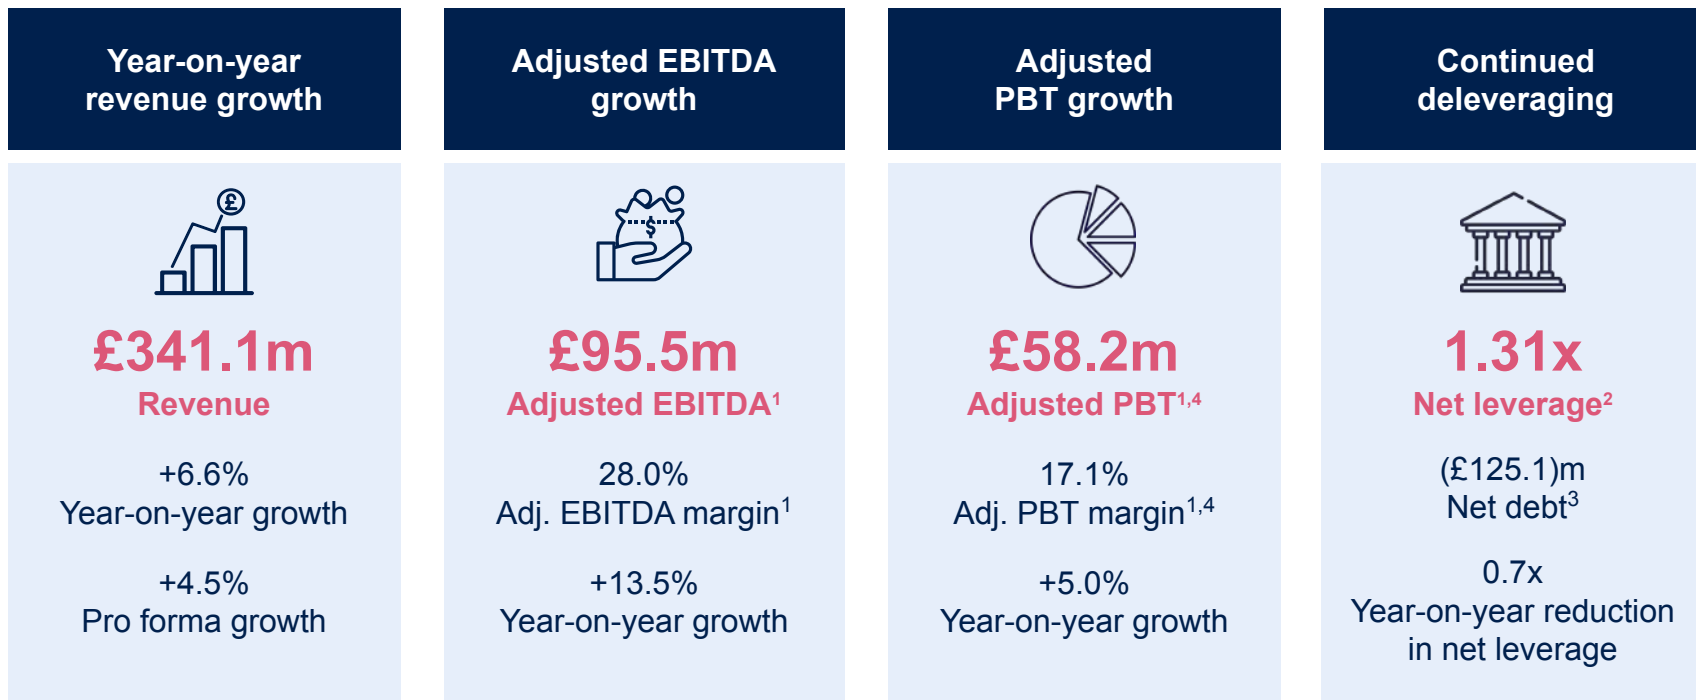 Year-on-year
revenue growth
£
£341.1m
Revenue
+6.6%
Year-on-year growth
+4.5%
Pro forma growth
Adjusted EBITDA
growth
$
£95.5m
Adjusted EBITDA¹
28.0%
Adj. EBITDA margin¹
+13.5%
Year-on-year growth
Adjusted
PBT growth
£58.2m
Adjusted PBT¹,⁴
17.1%
Adj. PBT margin¹,⁴
+5.0%
Year-on-year growth
Continued
deleveraging
1.31x
Net leverage²
(£125.1)m
Net debt³
0.7x
Year-on-year reduction
in net leverage